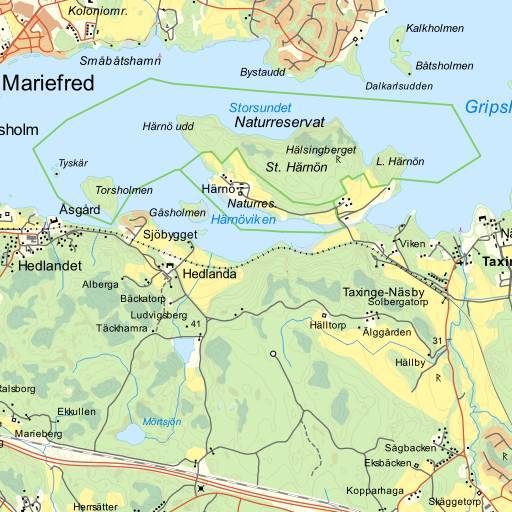 Koloniomr.
Kalkholmen
Småbåtshamn
Båtsholmen
Bystaudd
Mariefred
Dalkarlsudden
Storsundet
Gripsh
Naturreservat
Härnö udd
sholm
Hälsingberget
R
St. Härnön
L. Härnön
Tyskär
Torsholmen
Härnö
Naturres.
Åsgård
Gåsholmen
Härnöviken
Sjöbygget
Viken
Nä
Hedlandet
Taxin
Hedlanda
Alberga
Bäckatorp
Taxinge-Näsby
Solbergatorp
Ludvigsberg
Täckhamra
41
Hälltorp
Älggården
31
Hällby
R
Ralsborg
Ekkullen
Mörtsjön
Marieberg
Sågbacken
R
Eksbäcken
Kopparhaga
Herrsätter
Skäggetorp